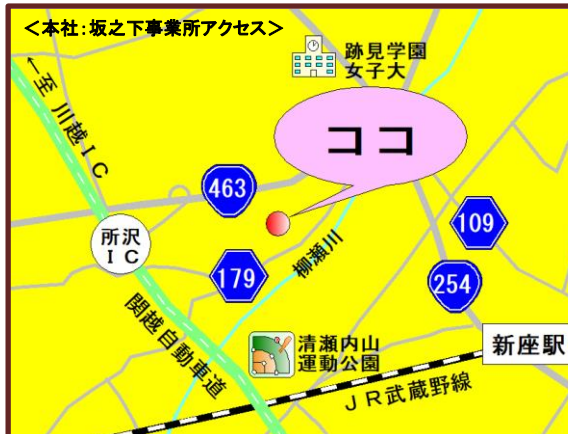 ＜本社：坂之下事業所アクセス＞
跡見学園
女子大
←至 川越ＩＣ
ココ
463
109
所沢
ＩＣ
179
柳瀬川
254
関越自動車道
清瀬内山
運動公園
新座駅
ＪＲ武蔵野線